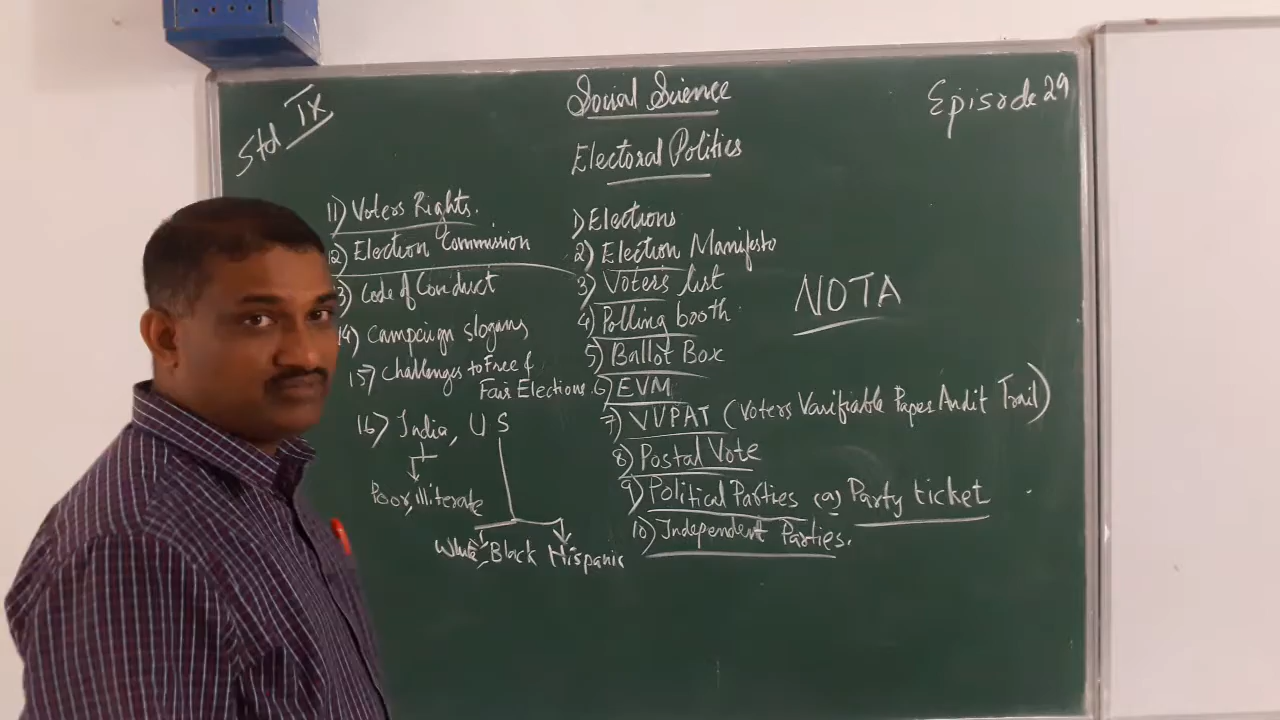 Std IX
Social Science
Episode 29
Electoral Politics
11) Voters Rights.
12) Election Commission
13) Code of Conduct
14) Campaign slogans
15) Challenges to Free &
Fair Elections.
16) India, US
Poor, illiterate
White, Black Hispanic
1) Elections
2) Election Manifesto
3) Voters list
4) Polling booth
5) Ballot Box
6) EVM
7) VVPAT (Voters Varifiable Paper Audit Trail)
8) Postal Vote
9) Political Parties (a) Party ticket
10) Independent Parties.
NOTA